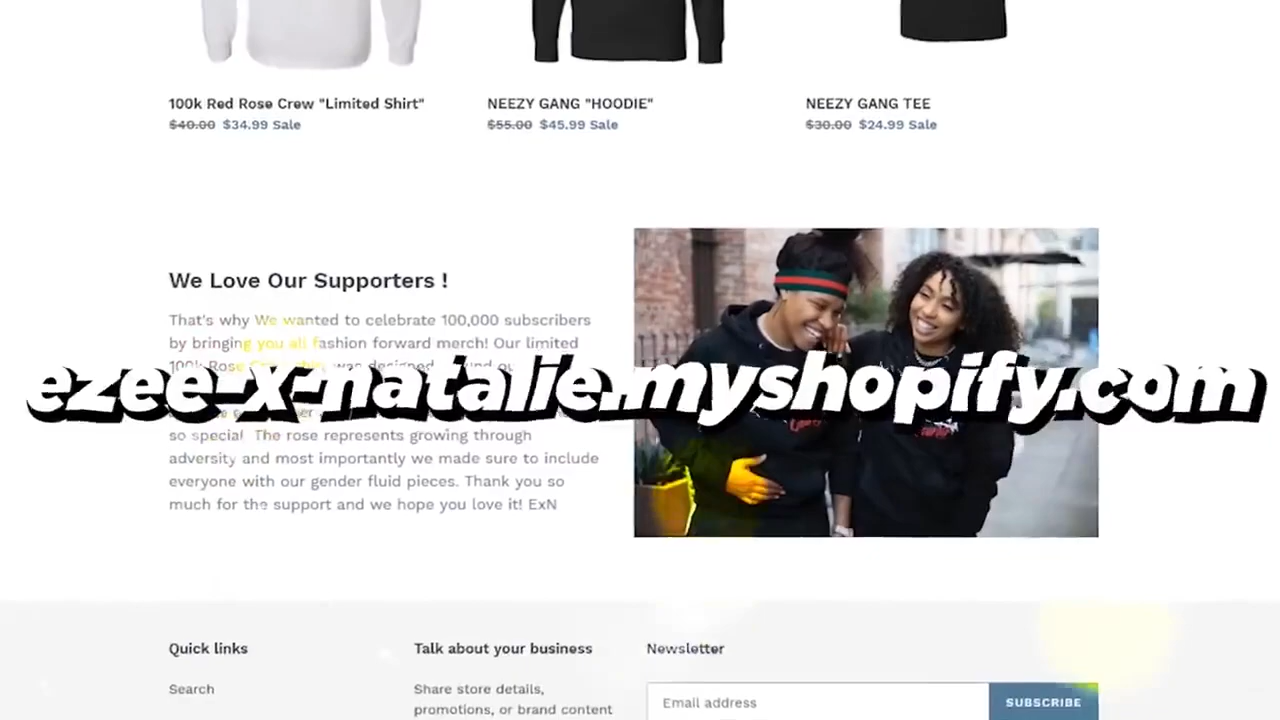 100k Red Rose Crew "Limited Shirt"
$40.00 $34.99 Sale
NEEZY GANG "HOODIE"
$55.00 $45.99 Sale
NEEZY GANG TEE
$30.00 $24.99 Sale
We Love Our Supporters !
That's why We wanted to celebrate 100,000 subscribers
by bringing you all fashion forward merch! Our limited
100k Rose was designed
ezee-x-natalie.myshopify.com
so special. The rose represents growing through
adversity and most importantly we made sure to include
everyone with our gender fluid pieces. Thank you so
much for the support and we hope you love it! ExN
Quick links
Search
Talk about your business
Share store details,
promotions, or brand content
Newsletter
Email address
SUBSCRIBE